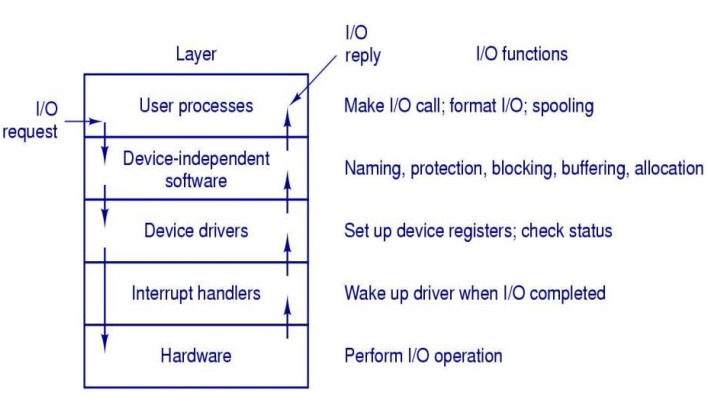 I/O
reply
Layer
I/O functions
I/O
request
User processes
Make I/O call; format I/O; spooling
Device-independent
software
Naming, protection, blocking, buffering, allocation
Device drivers
Set up device registers; check status
Interrupt handlers
Wake up driver when I/O completed
Hardware
Perform I/O operation